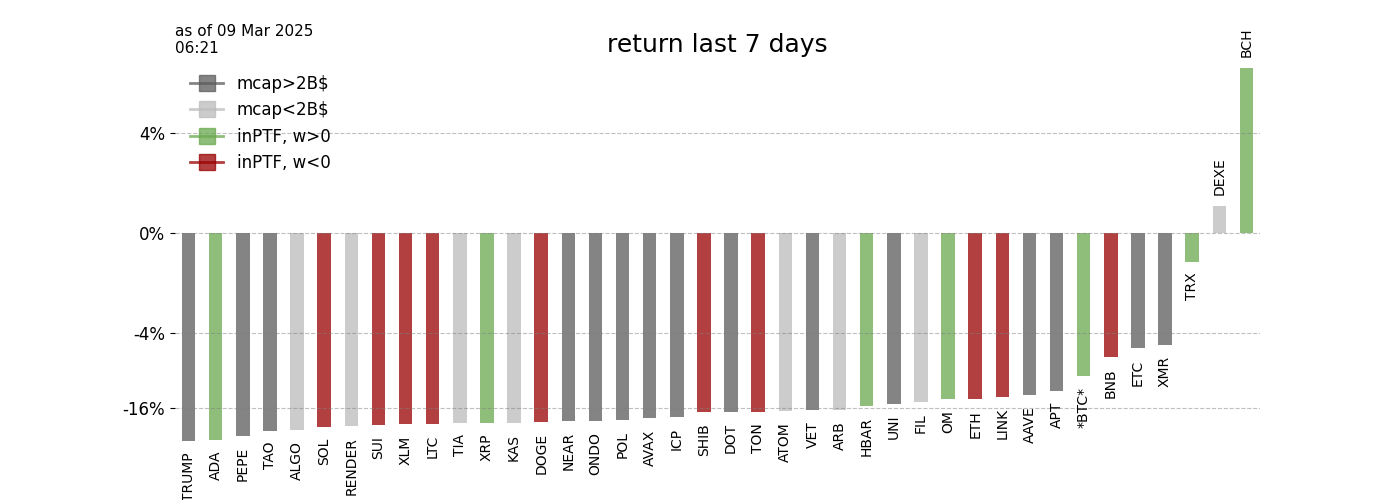 as of 09 Mar 2025
06:21
return last 7 days
mcap>2B$
mcap<2B$
inPTF, w>0
inPTF, w<0
4%
0%
-4%
-16%
TRUMP
ADA
PEPE
TAO
ALGO
SOL
RENDER
SUI
XLM
LTC
TIA
XRP
KAS
DOGE
NEAR
ONDO
POL
AVAX
ICP
SHIB
DOT
TON
ATOM
VET
ARB
HBAR
UNI
FIL
OM
ETH
LINK
AAVE
APT
*BTC*
BNB
ETC
XMR
TRX
DEXE
BCH